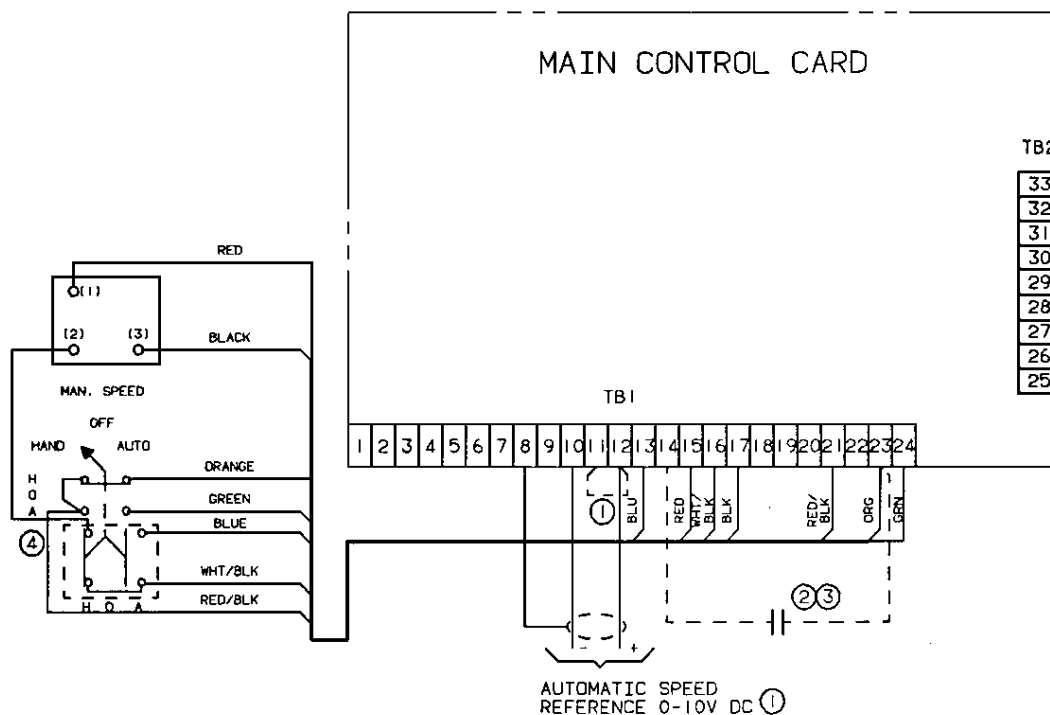 MAIN CONTROL CARD
TB2
33
32
31
30
29
28
27
26
25
RED
(1)
(2) (3)
BLACK
MAN. SPEED
OFF
HAND AUTO
TB1
1 2 3 4 5 6 7 8 9 10 11 12 13 14 15 16 17 18 19 20 21 22 23 24
H
O
A
ORANGE
GREEN
BLUE
4
WHT/BLK
RED/BLK
H O A
1
BLU
RED
WHT/
BLK
BLK
RED/
BLK
ORG
GRN
2 3
- +
AUTOMATIC SPEED
REFERENCE 0-10V DC 1